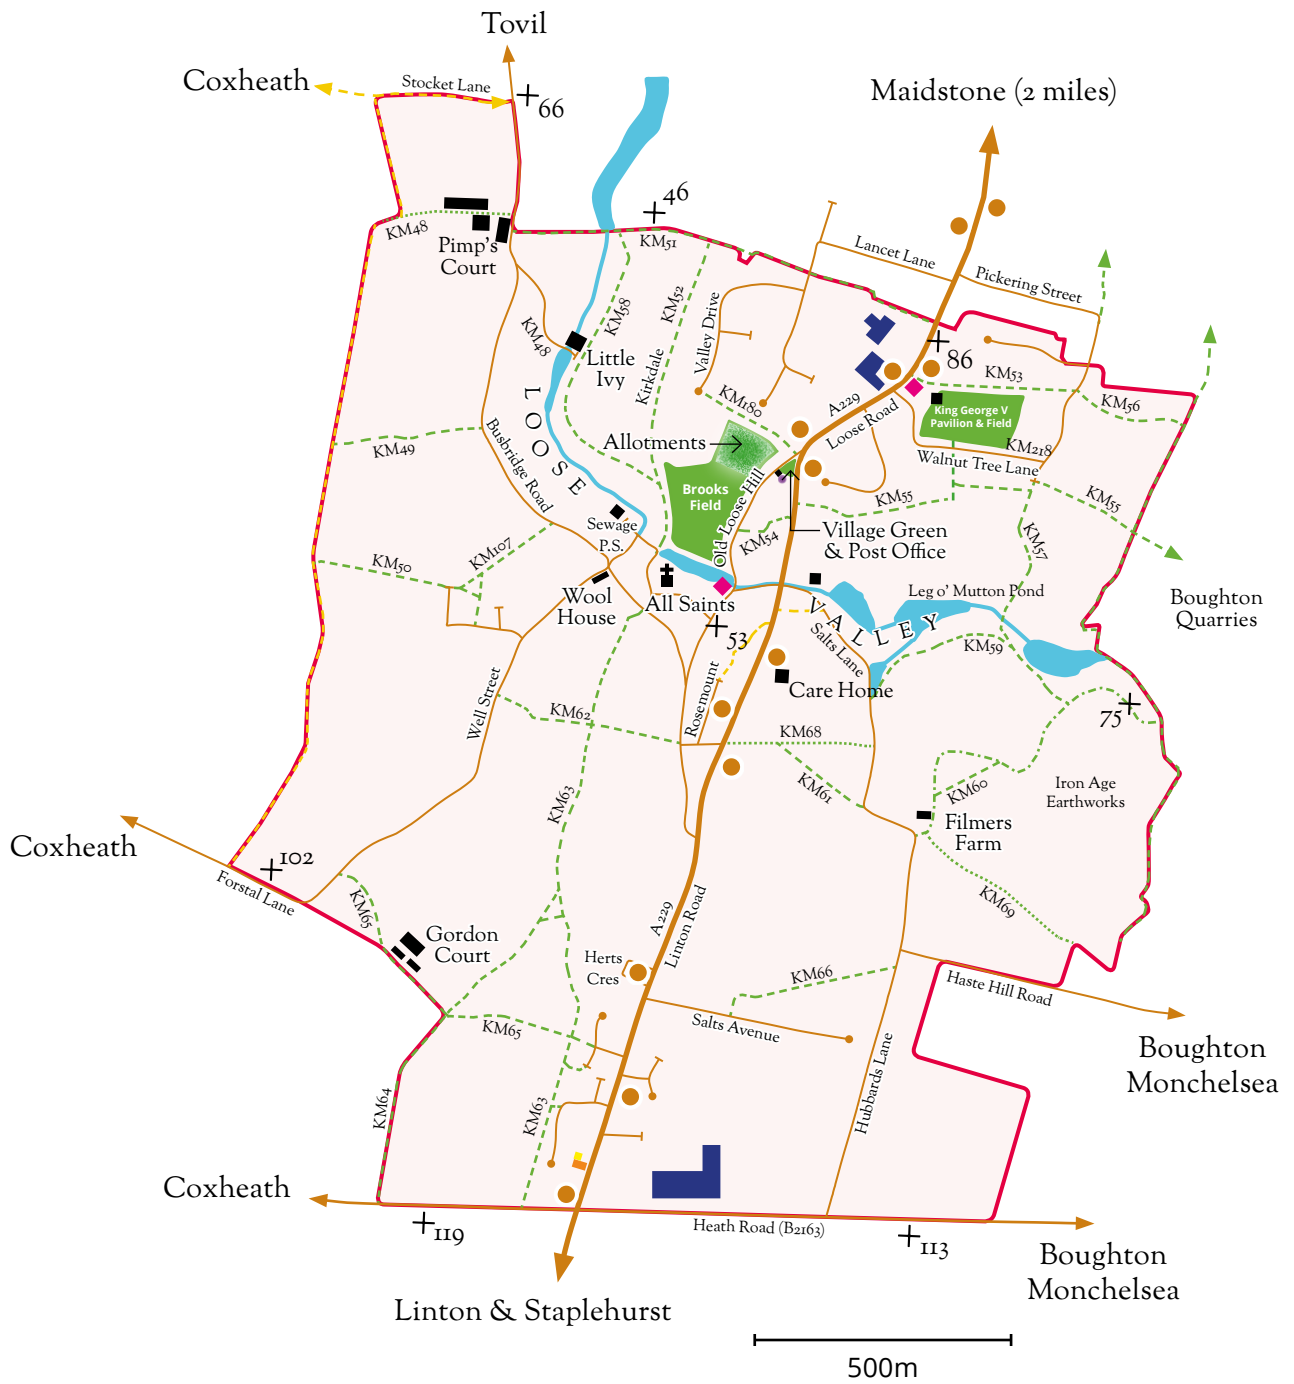 Tovil
Coxheath
Stocket Lane
66
Maidstone (2 miles)
46
KM48
KM51
Pimp's
Court
Lancet Lane
Pickering Street
KM58
KM52
Valley Drive
KM48
Little
Ivy
Kirkdale
86
KM53
KM180
A229
Loose Road
King George V
Pavilion & Field
KM56
LOOSE
Allotments
KM218
Walnut Tree Lane
KM49
Busbridge Road
Brooks
Field
Old Loose Hill
KM55
KM55
Sewage
P.S.
KM54
Village Green
& Post Office
KM57
KM50
KM107
Wool
House
All Saints
VALLEY
Leg o' Mutton Pond
Boughton
Quarries
53
Salts Lane
KM59
Care Home
Rosemount
Well Street
KM62
KM68
75
KM61
KM60
Iron Age
Earthworks
KM63
Filmers
Farm
Coxheath
102
Forstal Lane
KM65
KM69
Gordon
Court
A229
Linton Road
Herts
Cres
KM66
Haste Hill Road
KM65
Salts Avenue
Boughton
Monchelsea
Hubbards Lane
KM64
KM63
Coxheath
119
Heath Road (B2163)
113
Boughton
Monchelsea
Linton & Staplehurst
500m